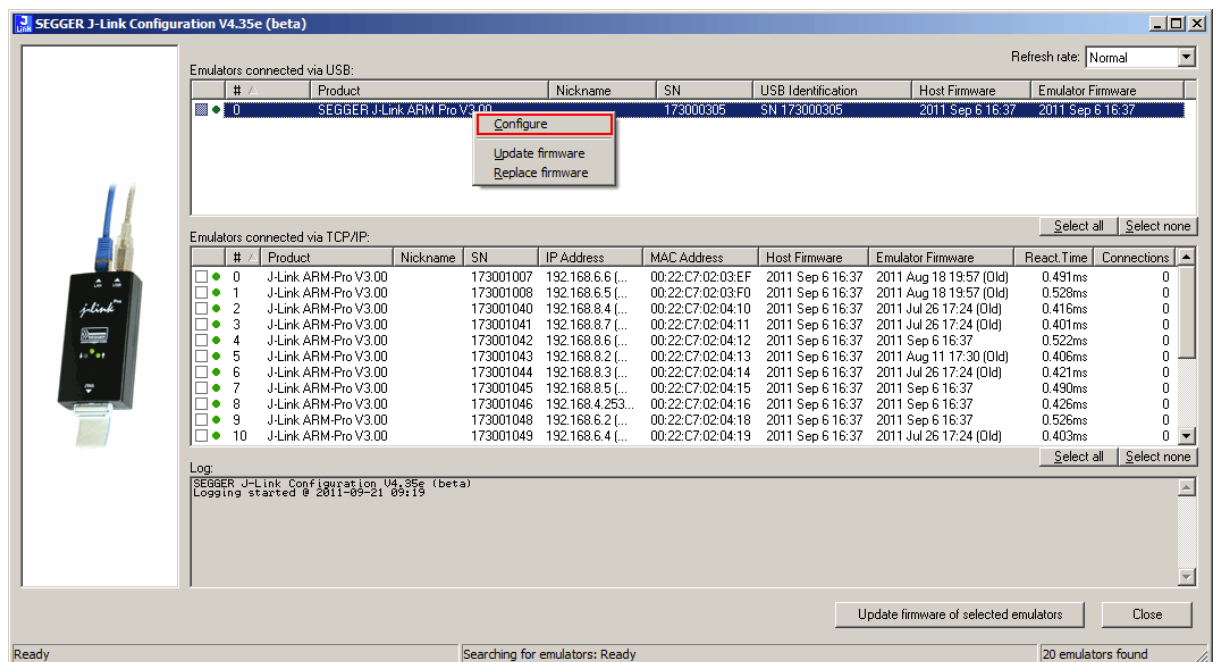 SEGGER J-Link Configuration V4.35e (beta)
Refresh rate: Normal
Emulators connected via USB:
# Product Nickname SN USB Identification Host Firmware Emulator Firmware
0 SEGGER J-Link ARM Pro V3.00 173000305 SN 173000305 2011 Sep 6 16:37 2011 Sep 6 16:37
Configure
Update firmware
Replace firmware
Select all Select none
Emulators connected via TCP/IP:
# Product Nickname SN IP Address MAC Address Host Firmware Emulator Firmware React.Time Connections
0 J-Link ARM-Pro V3.00 173001007 192.168.6.6 (... 00:22:C7:02:03:EF 2011 Sep 6 16:37 2011 Aug 18 19:57 (Old) 0.491ms 0
1 J-Link ARM-Pro V3.00 173001008 192.168.6.5 (... 00:22:C7:02:03:F0 2011 Sep 6 16:37 2011 Aug 18 19:57 (Old) 0.528ms 0
2 J-Link ARM-Pro V3.00 173001040 192.168.8.4 (... 00:22:C7:02:04:10 2011 Sep 6 16:37 2011 Jul 26 17:24 (Old) 0.416ms 0
3 J-Link ARM-Pro V3.00 173001041 192.168.8.7 (... 00:22:C7:02:04:11 2011 Sep 6 16:37 2011 Jul 26 17:24 (Old) 0.401ms 0
4 J-Link ARM-Pro V3.00 173001042 192.168.8.6 (... 00:22:C7:02:04:12 2011 Sep 6 16:37 2011 Sep 6 16:37 0.522ms 0
5 J-Link ARM-Pro V3.00 173001043 192.168.8.2 (... 00:22:C7:02:04:13 2011 Sep 6 16:37 2011 Aug 11 17:30 (Old) 0.406ms 0
6 J-Link ARM-Pro V3.00 173001044 192.168.8.3 (... 00:22:C7:02:04:14 2011 Sep 6 16:37 2011 Jul 26 17:24 (Old) 0.421ms 0
7 J-Link ARM-Pro V3.00 173001045 192.168.8.5 (... 00:22:C7:02:04:15 2011 Sep 6 16:37 2011 Sep 6 16:37 0.490ms 0
8 J-Link ARM-Pro V3.00 173001046 192.168.4.253... 00:22:C7:02:04:16 2011 Sep 6 16:37 2011 Sep 6 16:37 0.426ms 0
9 J-Link ARM-Pro V3.00 173001048 192.168.6.2 (... 00:22:C7:02:04:18 2011 Sep 6 16:37 2011 Sep 6 16:37 0.526ms 0
10 J-Link ARM-Pro V3.00 173001049 192.168.6.4 (... 00:22:C7:02:04:19 2011 Sep 6 16:37 2011 Jul 26 17:24 (Old) 0.403ms 0
j-link
Select all Select none
Log:
SEGGER J-Link Configuration V4.35e (beta)
Logging started @ 2011-09-21 09:19
Update firmware of selected emulators Close
Ready Searching for emulators: Ready 20 emulators found